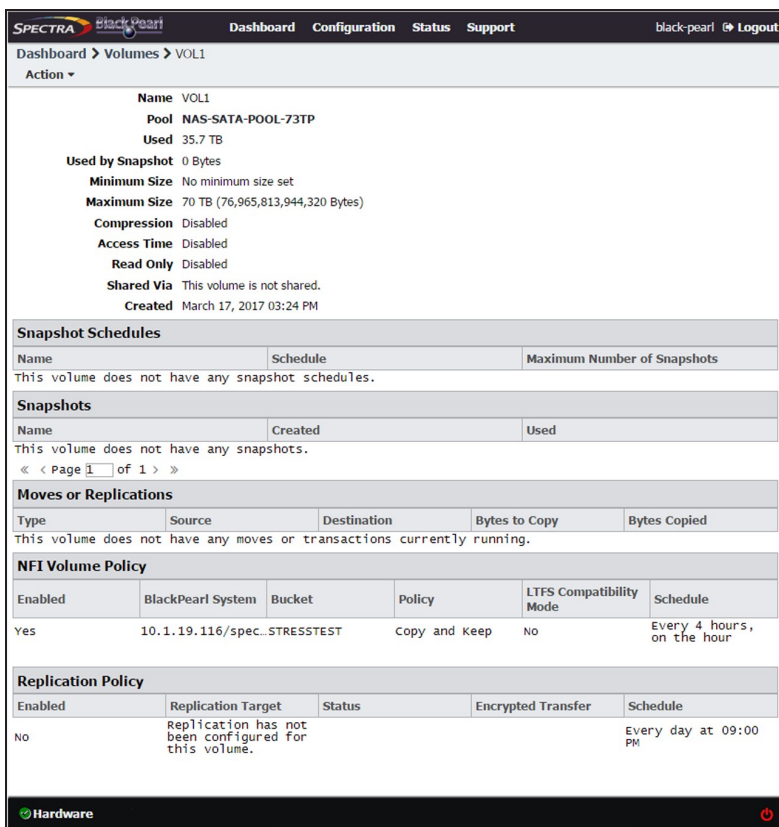 SPECTRA BlackPearl Dashboard Configuration Status Support black-pearl Logout
Dashboard > Volumes > VOL1
Action
Name VOL1
Pool NAS-SATA-POOL-73TP
Used 35.7 TB
Used by Snapshot 0 Bytes
Minimum Size No minimum size set
Maximum Size 70 TB (76,965,813,944,320 Bytes)
Compression Disabled
Access Time Disabled
Read Only Disabled
Shared Via This volume is not shared.
Created March 17, 2017 03:24 PM
Snapshot Schedules
Name Schedule Maximum Number of Snapshots
This volume does not have any snapshot schedules.
Snapshots
Name Created Used
This volume does not have any snapshots.
« < Page 1 of 1 > »
Moves or Replications
Type Source Destination Bytes to Copy Bytes Copied
This volume does not have any moves or transactions currently running.
NFI Volume Policy
Enabled BlackPearl System Bucket Policy LTFS Compatibility Mode Schedule
Yes 10.1.19.116/spec… STRESSTEST Copy and Keep No Every 4 hours, on the hour
Replication Policy
Enabled Replication Target Status Encrypted Transfer Schedule
No Replication has not been configured for this volume. Every day at 09:00 PM
Hardware